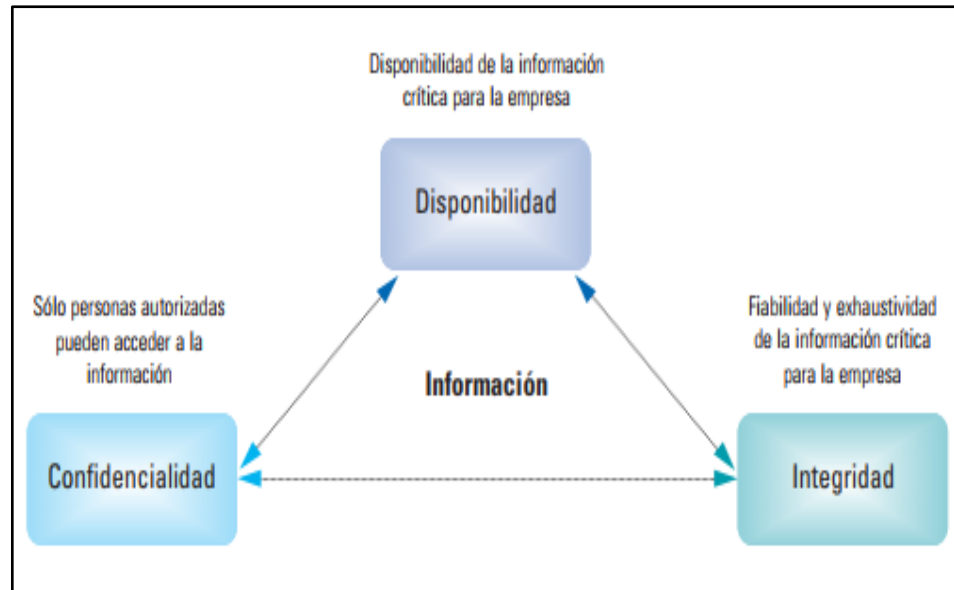 Disponibilidad de la información
crítica para la empresa
Disponibilidad
Sólo personas autorizadas
pueden acceder a la
información
Fiabilidad y exhaustividad
de la información crítica
para la empresa
Información
Confidencialidad
Integridad